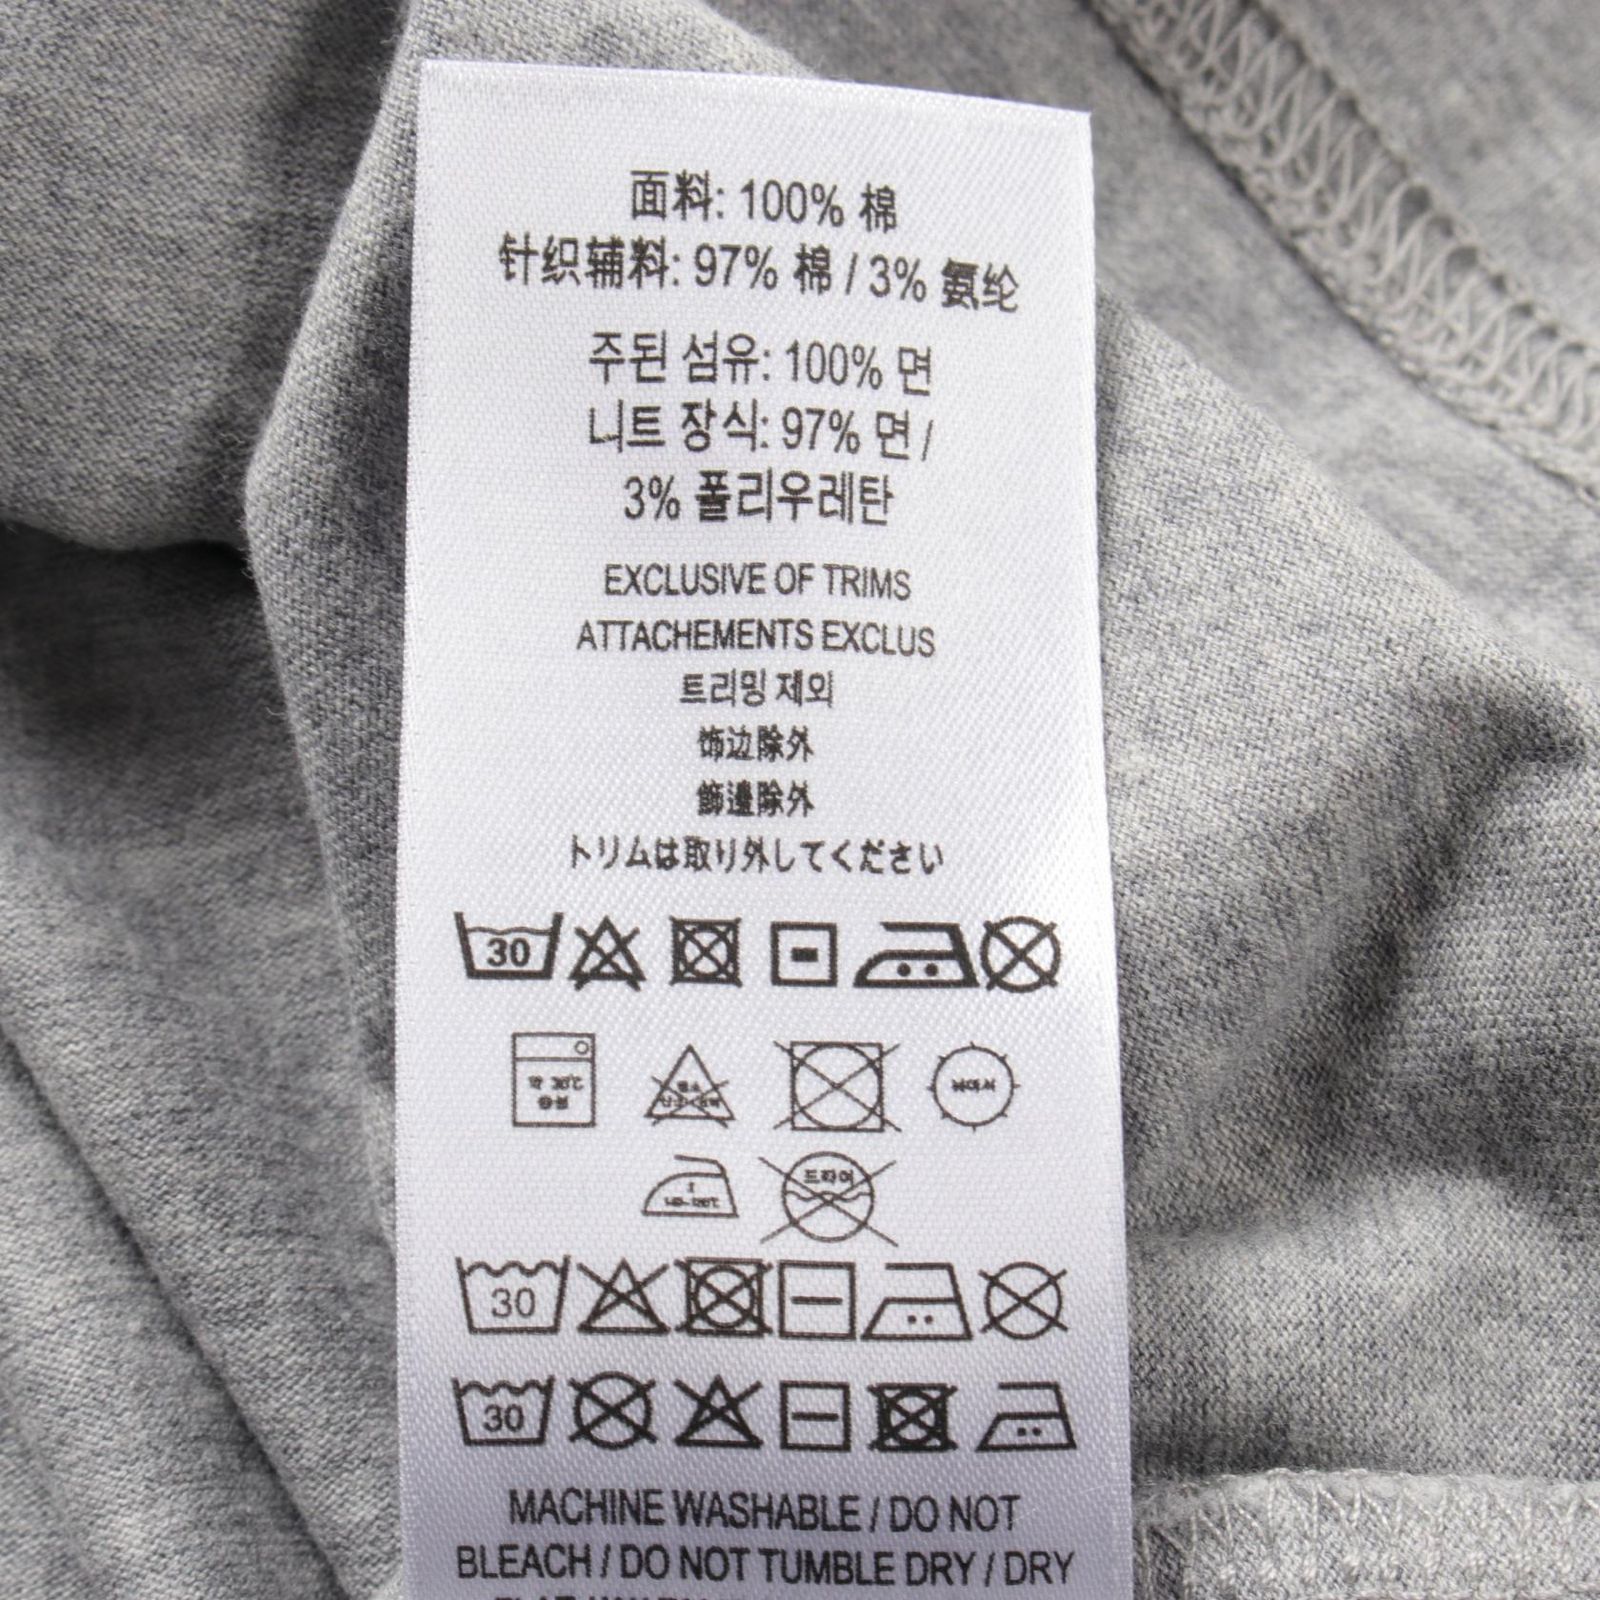 面料: 100% 棉
针织辅料: 97% 棉 / 3% 氨纶
주된 섬유: 100% 면
니트 장식: 97% 면 /
3% 폴리우레탄
EXCLUSIVE OF TRIMS
ATTACHEMENTS EXCLUS
트리밍 제외
饰边除外
飾邊除外
トリムは取り外してください
30
드라이
30
30
MACHINE WASHABLE / DO NOT
BLEACH / DO NOT TUMBLE DRY / DRY